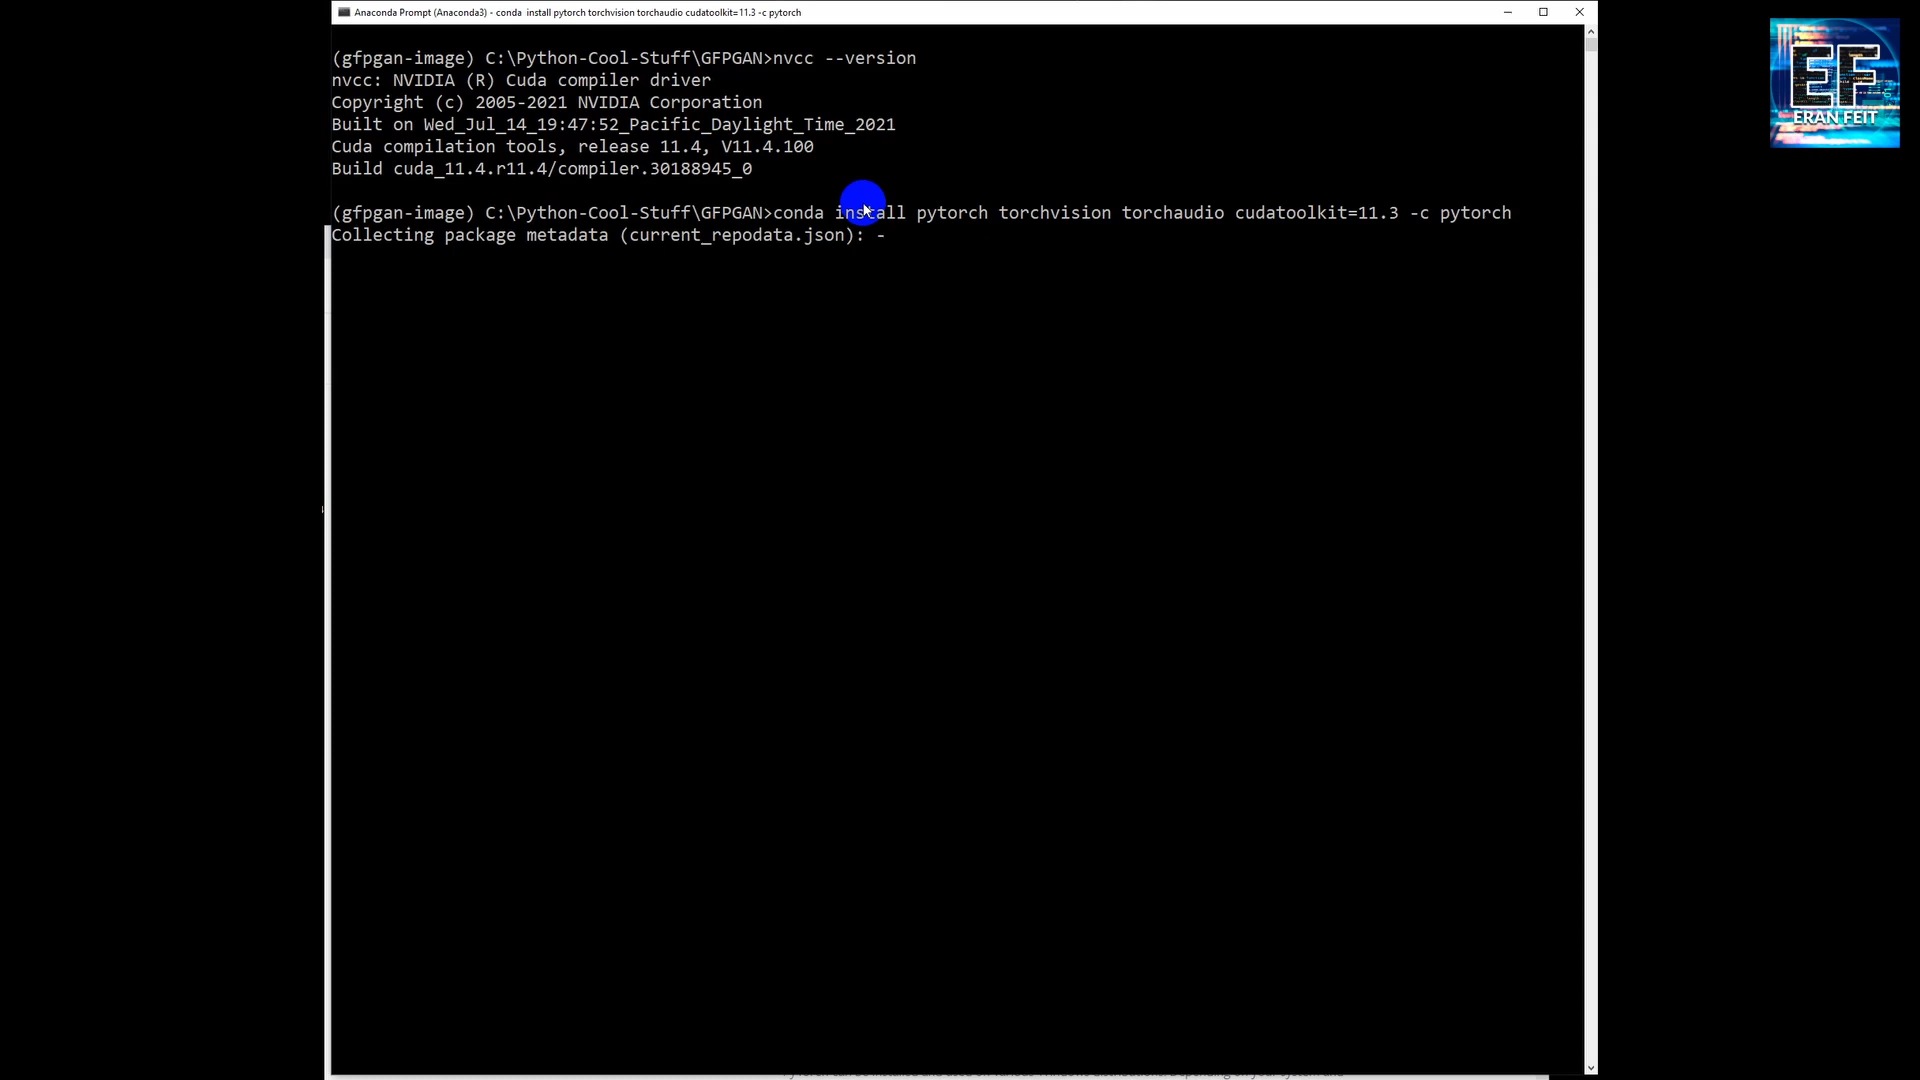 Anaconda Prompt (Anaconda3) - conda  install pytorch torchvision torchaudio cudatoolkit=11.3 -c pytorch
(gfpgan-image) C:\Python-Cool-Stuff\GFPGAN>nvcc --version
nvcc: NVIDIA (R) Cuda compiler driver
Copyright (c) 2005-2021 NVIDIA Corporation
Built on Wed_Jul_14_19:47:52_Pacific_Daylight_Time_2021
Cuda compilation tools, release 11.4, V11.4.100
Build cuda_11.4.r11.4/compiler.30188945_0
(gfpgan-image) C:\Python-Cool-Stuff\GFPGAN>conda install pytorch torchvision torchaudio cudatoolkit=11.3 -c pytorch
Collecting package metadata (current_repodata.json): -
EF
ERAN FEIT